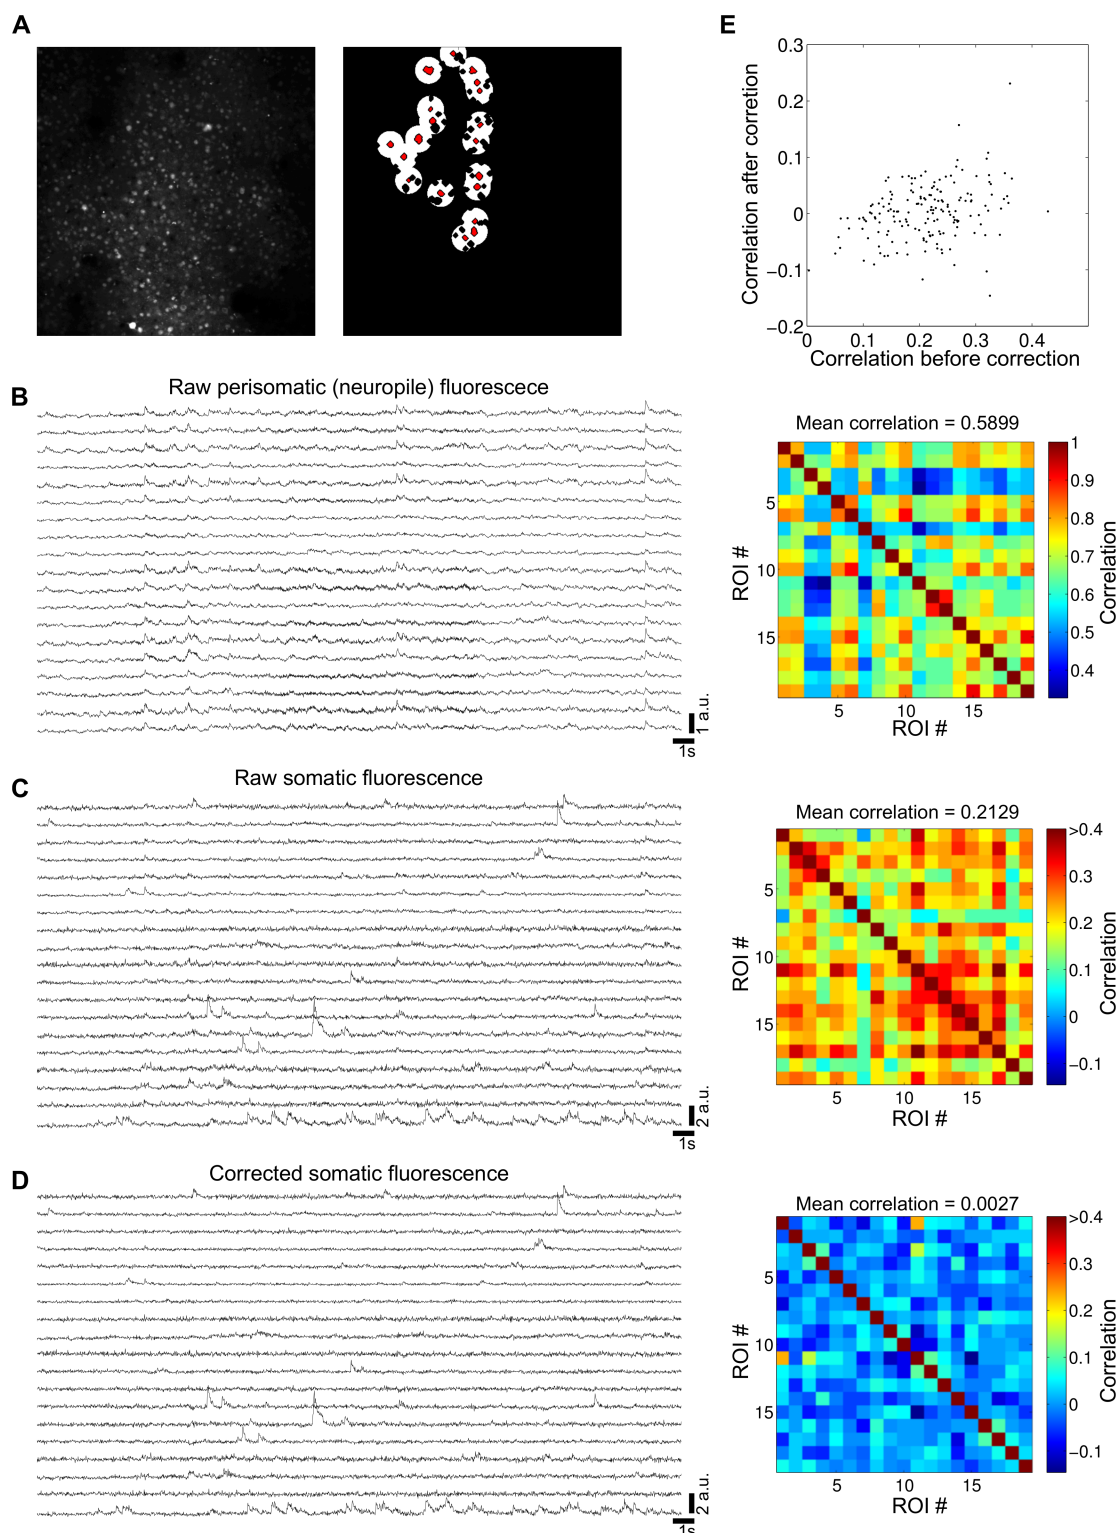 A
E
0.3
0.2
0.1
0
−0.1
−0.2
Correlation after corretion
0
0.1
0.2
0.3
0.4
Correlation before correction
B
Raw perisomatic (neuropile) fluorescece
1 a.u.
1s
Mean correlation = 0.5899
5
10
15
ROI #
5
10
15
ROI #
1
0.9
0.8
0.7
0.6
0.5
0.4
Correlation
C
Raw somatic fluorescence
2 a.u.
1s
Mean correlation = 0.2129
5
10
15
ROI #
5
10
15
ROI #
>0.4
0.3
0.2
0.1
0
−0.1
Correlation
D
Corrected somatic fluorescence
2 a.u.
1s
Mean correlation = 0.0027
5
10
15
ROI #
5
10
15
ROI #
>0.4
0.3
0.2
0.1
0
−0.1
Correlation